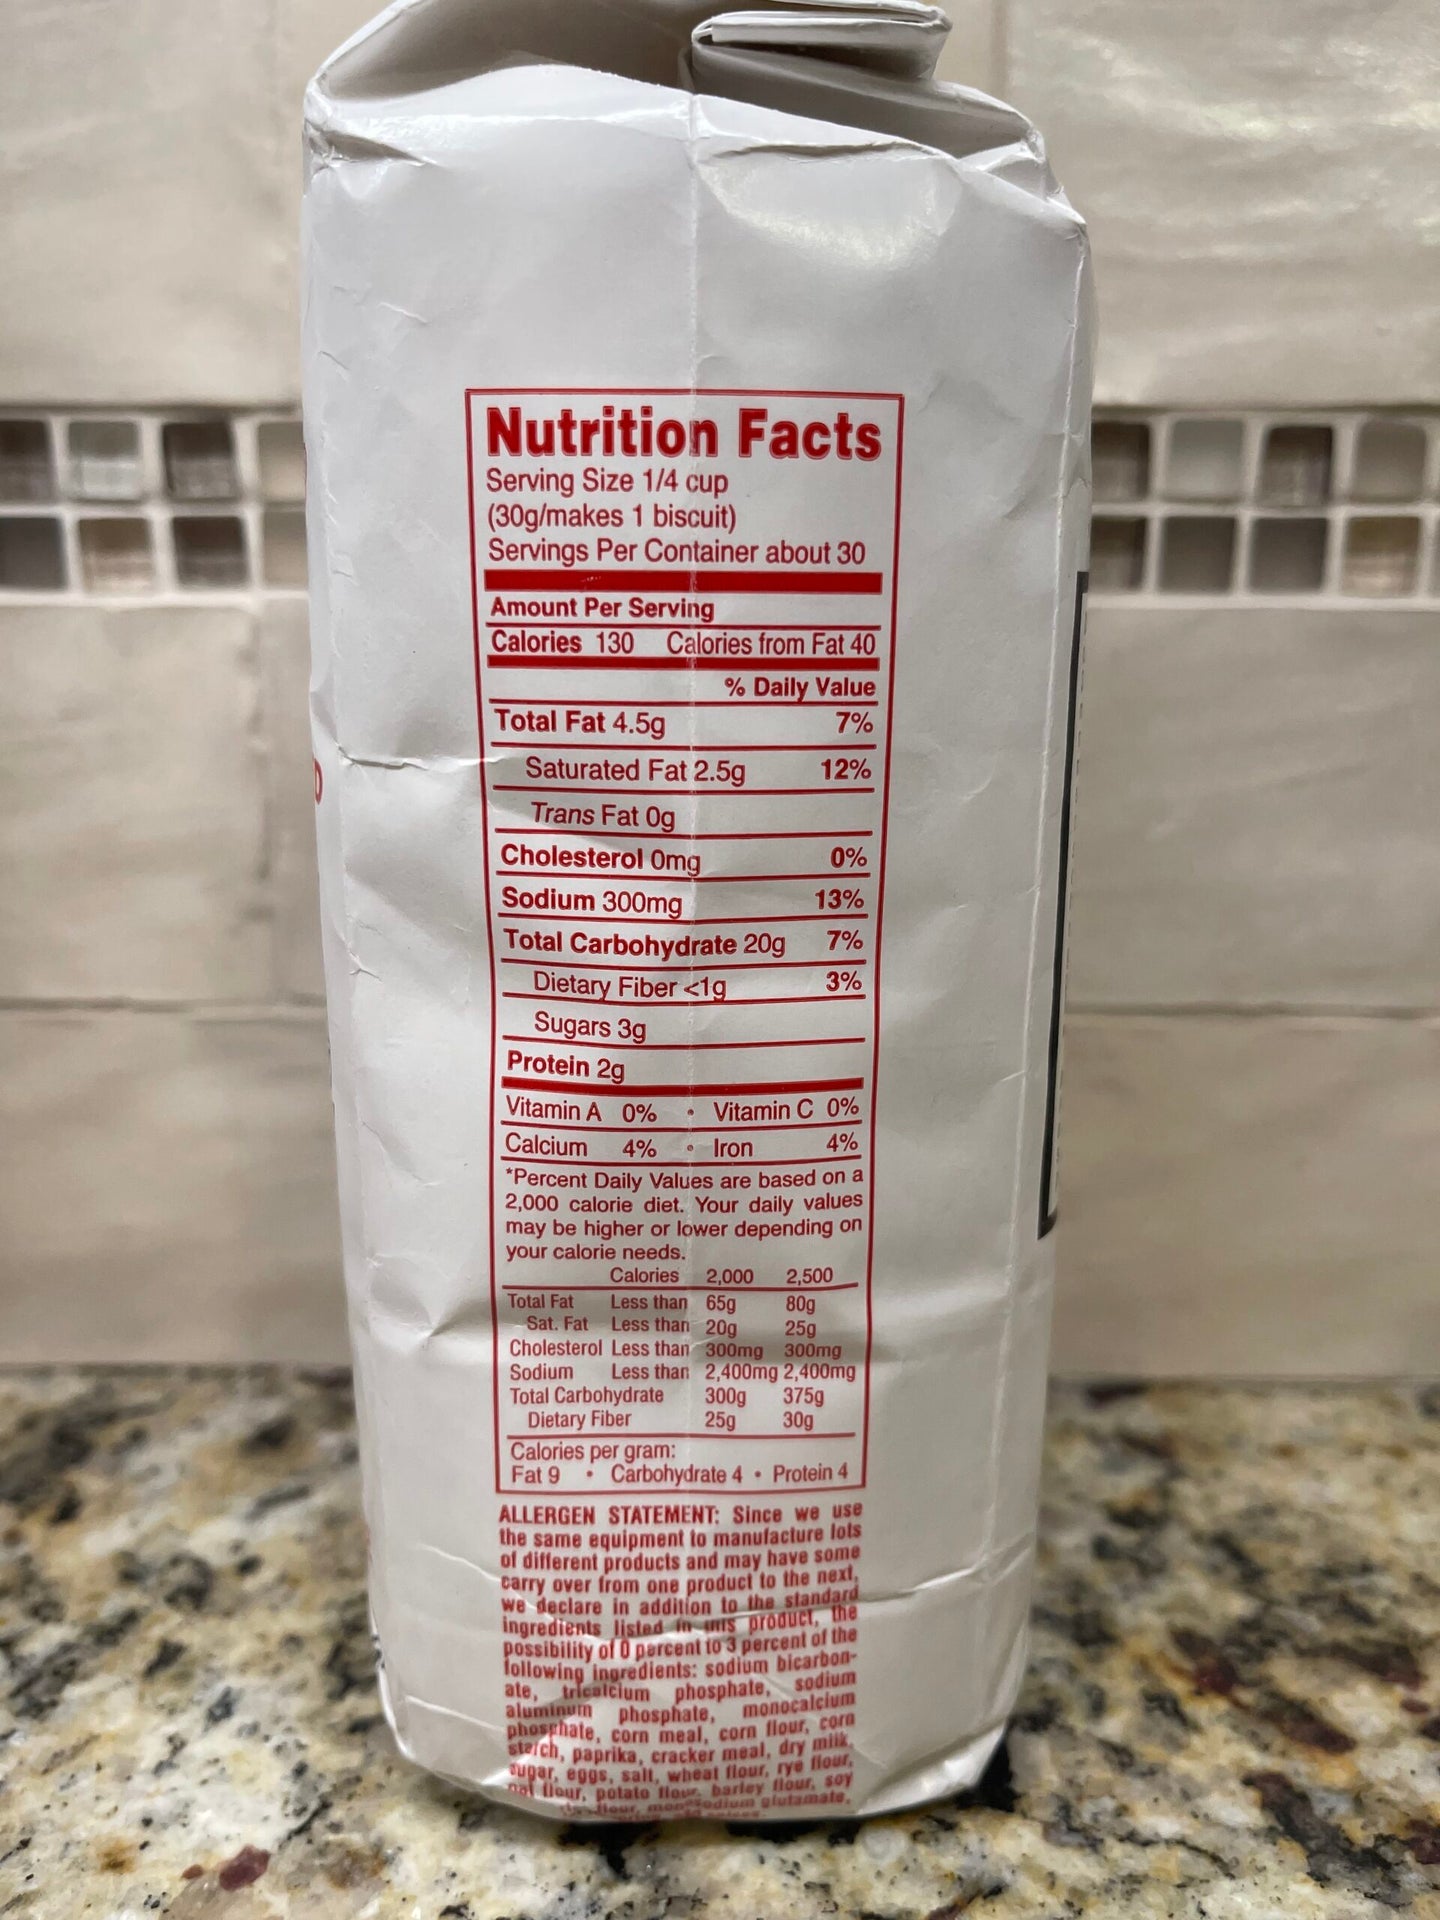 Nutrition Facts
Serving Size 1/4 cup
(30g/makes 1 biscuit)
Servings Per Container about 30
Amount Per Serving
Calories 130 Calories from Fat 40
% Daily Value
Total Fat 4.5g 7%
Saturated Fat 2.5g 12%
Trans Fat 0g
Cholesterol 0mg 0%
Sodium 300mg 13%
Total Carbohydrate 20g 7%
Dietary Fiber <1g 3%
Sugars 3g
Protein 2g
Vitamin A 0% • Vitamin C 0%
Calcium 4% • Iron 4%
*Percent Daily Values are based on a
2,000 calorie diet. Your daily values
may be higher or lower depending on
your calorie needs.
Calories 2,000 2,500
Total Fat Less than 65g 80g
Sat. Fat Less than 20g 25g
Cholesterol Less than 300mg 300mg
Sodium Less than 2,400mg 2,400mg
Total Carbohydrate 300g 375g
Dietary Fiber 25g 30g
Calories per gram:
Fat 9 • Carbohydrate 4 • Protein 4
ALLERGEN STATEMENT: Since we use
the same equipment to manufacture lots
of different products and may have some
carry over from one product to the next,
we declare in addition to the standard
ingredients listed in this product, the
possibility of 0 percent to 3 percent of the
following ingredients: sodium bicarbon-
ate, tricalcium phosphate, sodium
aluminum phosphate, monocalcium
phosphate, corn meal, corn flour, corn
starch, paprika, cracker meal, dry milk,
sugar, eggs, salt, wheat flour, rye flour,
oat flour, potato flour, barley flour, soy
flour, monosodium glutamate,